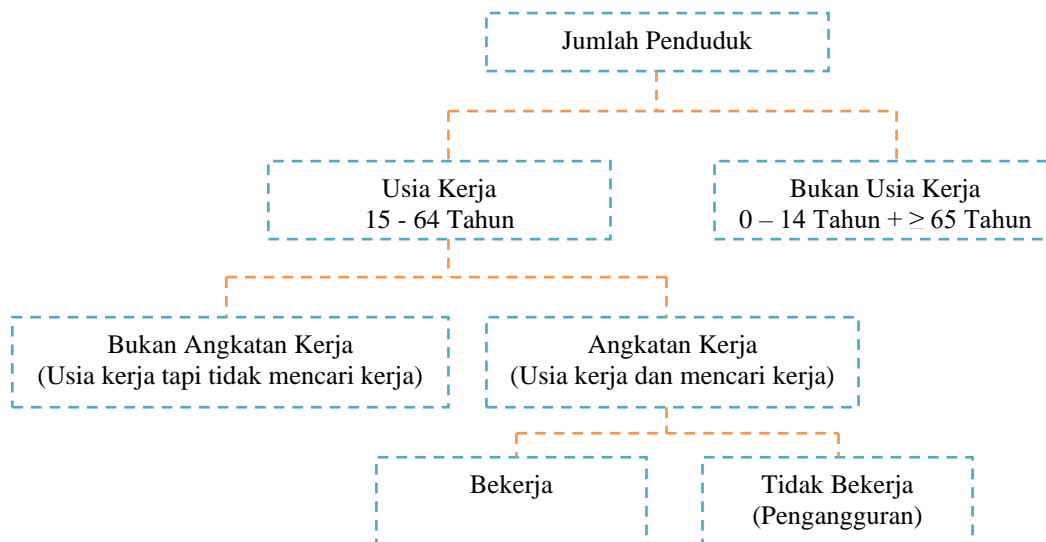 Jumlah Penduduk
Usia Kerja
15 - 64 Tahun
Bukan Usia Kerja
0 – 14 Tahun + ≥ 65 Tahun
Bukan Angkatan Kerja
(Usia kerja tapi tidak mencari kerja)
Angkatan Kerja
(Usia kerja dan mencari kerja)
Bekerja
Tidak Bekerja
(Pengangguran)